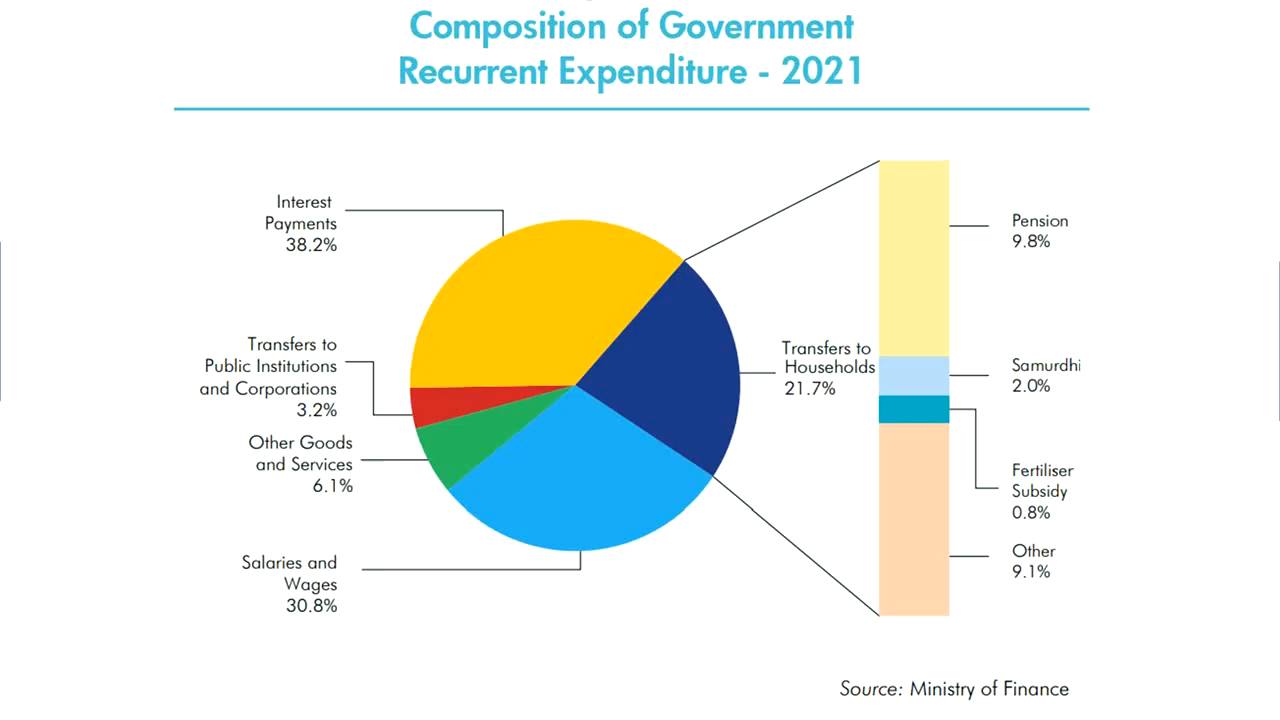 Composition of Government
Recurrent Expenditure - 2021
Interest
Payments
38.2%
Transfers to
Public Institutions
and Corporations
3.2%
Other Goods
and Services
6.1%
Salaries and
Wages
30.8%
Transfers to
Households
21.7%
Pension
9.8%
Samurdhi
2.0%
Fertiliser
Subsidy
0.8%
Other
9.1%
Source: Ministry of Finance